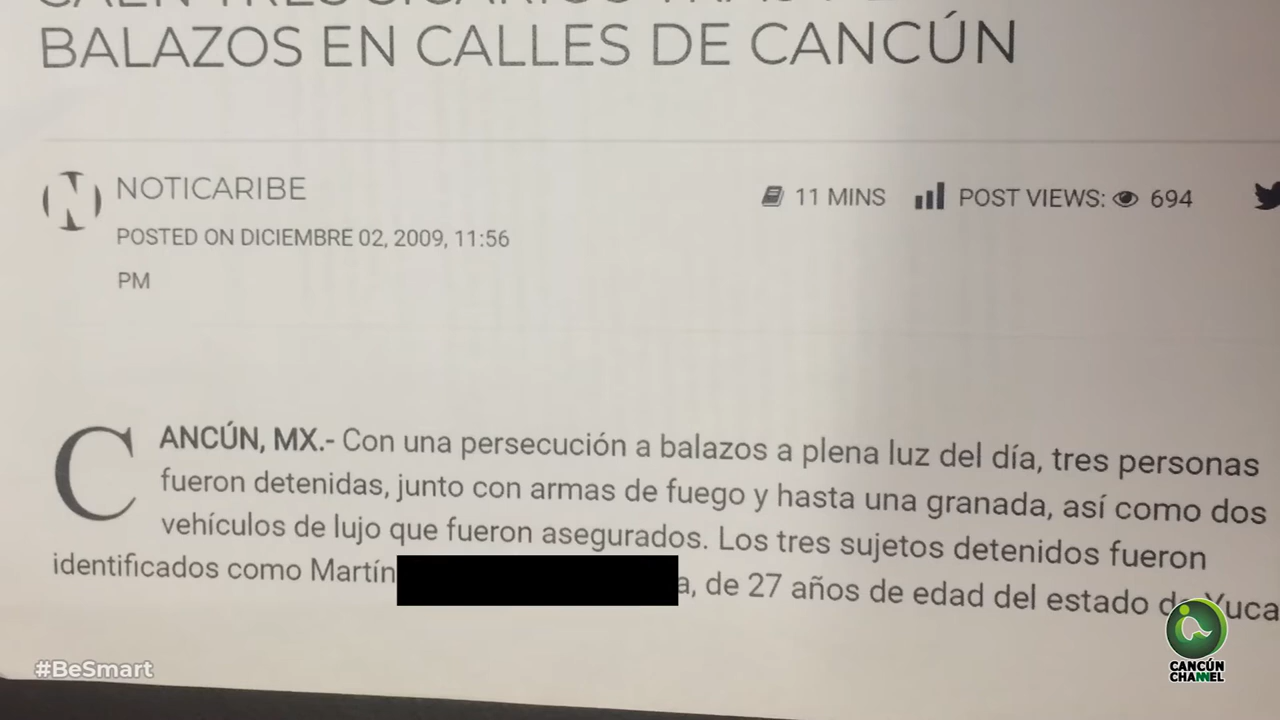 BALAZOS EN CALLES DE CANCÚN
NOTICARIBE
POSTED ON DICIEMBRE 02, 2009, 11:56
PM
11 MINS
POST VIEWS: 694
CANCÚN, MX.- Con una persecución a balazos a plena luz del día, tres personas
fueron detenidas, junto con armas de fuego y hasta una granada, así como dos
vehículos de lujo que fueron asegurados. Los tres sujetos detenidos fueron
identificados como Martín a, de 27 años de edad del estado de Yuca
#BeSmart
CANCÚN
CHANNEL